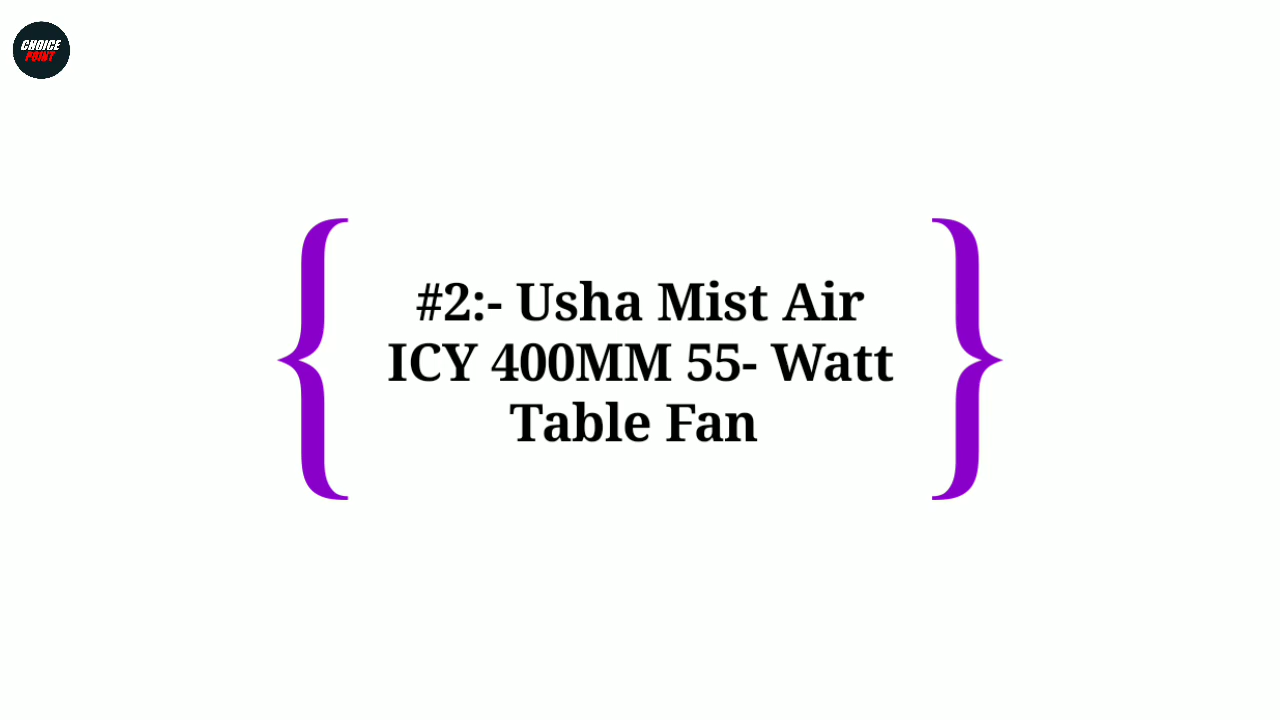 CHOICE
POINT
#2:- Usha Mist Air
ICY 400MM 55- Watt
Table Fan